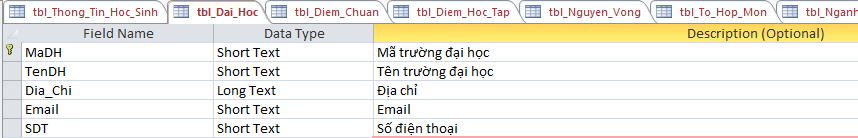 tbl_Thong_Tin_Hoc_Sinh tbl_Dai_Hoc tbl_Diem_Chuan tbl_Diem_Hoc_Tap tbl_Nguyen_Vong tbl_To_Hop_Mon tbl_Nganh
Field Name Data Type Description (Optional)
MaDH Short Text Mã trường đại học
TenDH Short Text Tên trường đại học
Dia_Chi Long Text Địa chỉ
Email Short Text Email
SDT Short Text Số điện thoại